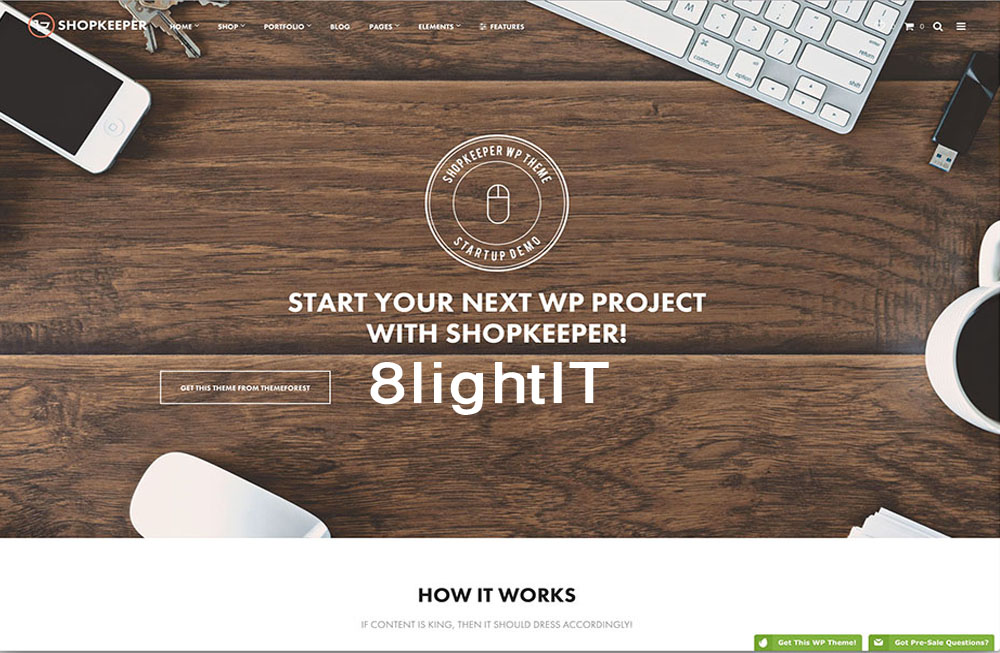 SHOPKEEPER
HOME
SHOP
PORTFOLIO
BLOG
PAGES
ELEMENTS
FEATURES
0
command
option
enter
return
shift
SHOPKEEPER WP THEME
STARTUP DEMO
START YOUR NEXT WP PROJECT
WITH SHOPKEEPER!
GET THIS THEME FROM THEMEFOREST
8lightIT
HOW IT WORKS
IF CONTENT IS KING, THEN IT SHOULD DRESS ACCORDINGLY!
Get This WP Theme!
Got Pre-Sale Questions?